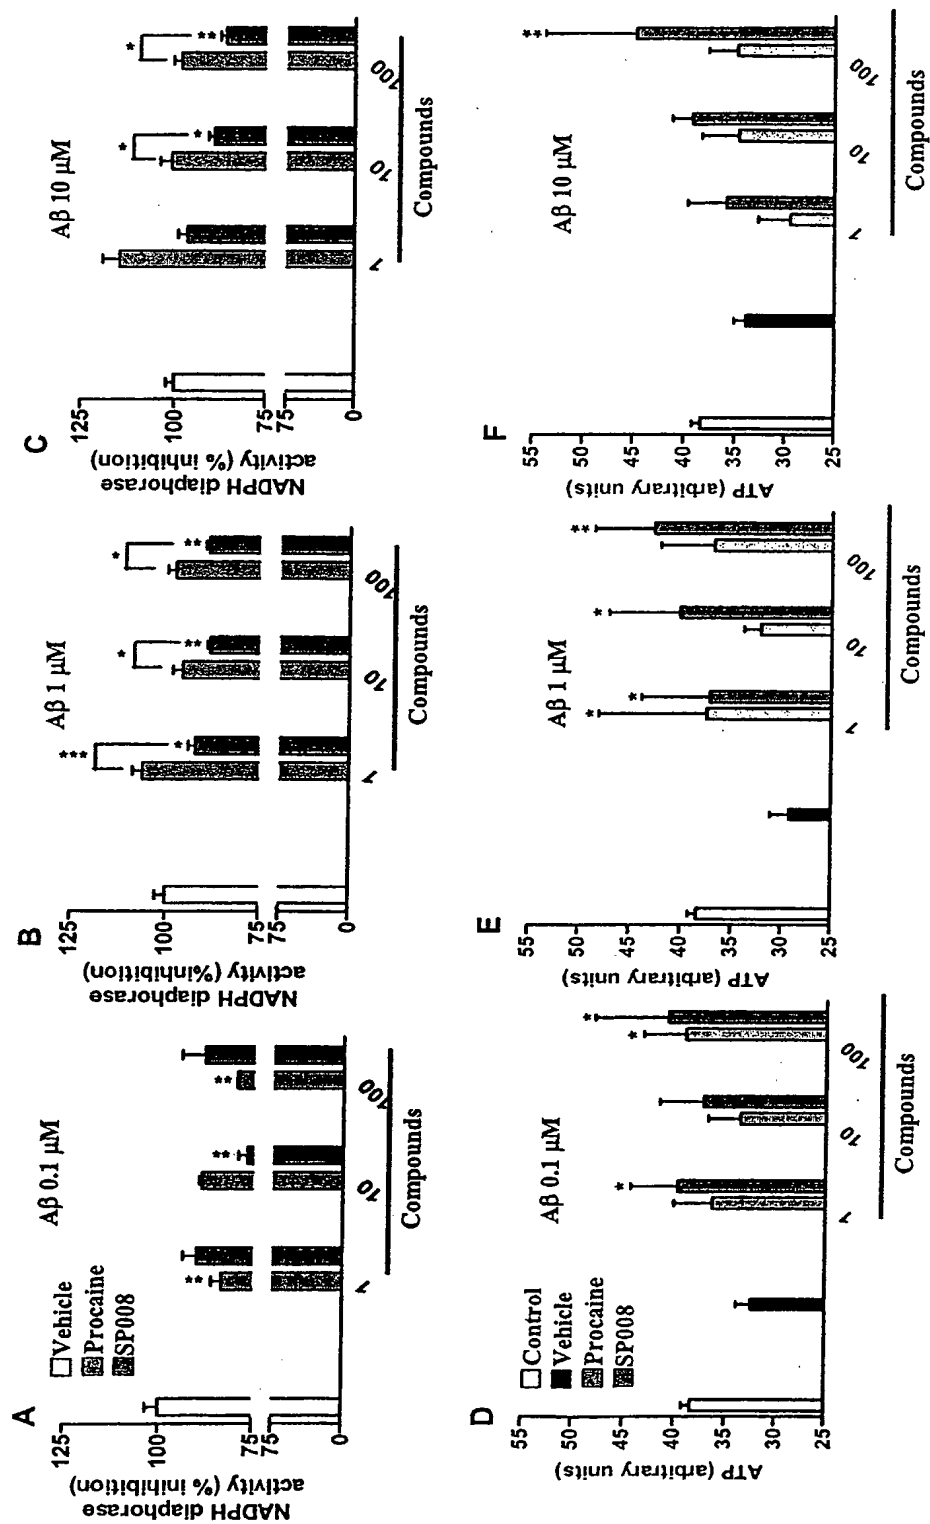 A
NADPH diaphorase
activity (% inihibition)
125
100
75
75
0
Vehicle
Procaine
SP008
Aβ 0.1 μM
**
**
**
1
10
100
Compounds
B
NADPH diaphorase
activity (%inhibition)
125
100
75
75
0
Aβ 1 μM
***
*
*
**
*
**
1
10
100
Compounds
C
NADPH diaphorase
activity (% inhibition)
125
100
75
75
0
Aβ 10 μM
*
*
*
**
1
10
100
Compounds
D
ATP (arbitrary units)
55
50
45
40
35
30
25
Control
Vehicle
Procaine
SP008
Aβ 0.1 μM
*
*
*
1
10
100
Compounds
E
ATP (arbitrary units)
55
50
45
40
35
30
25
Aβ 1 μM
*
*
*
**
1
10
100
Compounds
F
ATP (arbitrary units)
55
50
45
40
35
30
25
Aβ 10 μM
**
1
10
100
Compounds